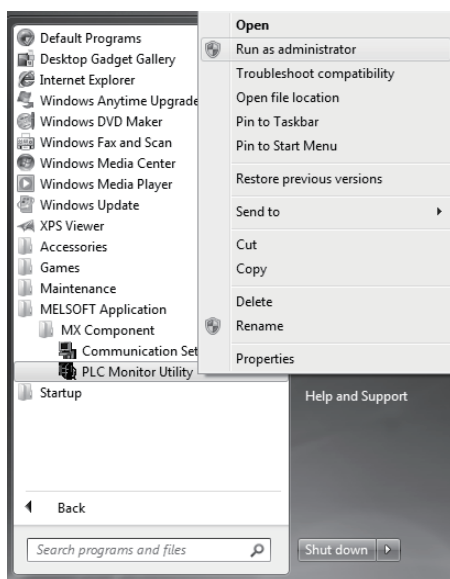 Default Programs
Desktop Gadget Gallery
Internet Explorer
Windows Anytime Upgrade
Windows DVD Maker
Windows Fax and Scan
Windows Media Center
Windows Media Player
Windows Update
XPS Viewer
Accessories
Games
Maintenance
MELSOFT Application
MX Component
Communication Set
PLC Monitor Utility
Startup
Back
Search programs and files
Open
Run as administrator
Troubleshoot compatibility
Open file location
Pin to Taskbar
Pin to Start Menu
Restore previous versions
Send to
Cut
Copy
Delete
Rename
Properties
Help and Support
Shut down